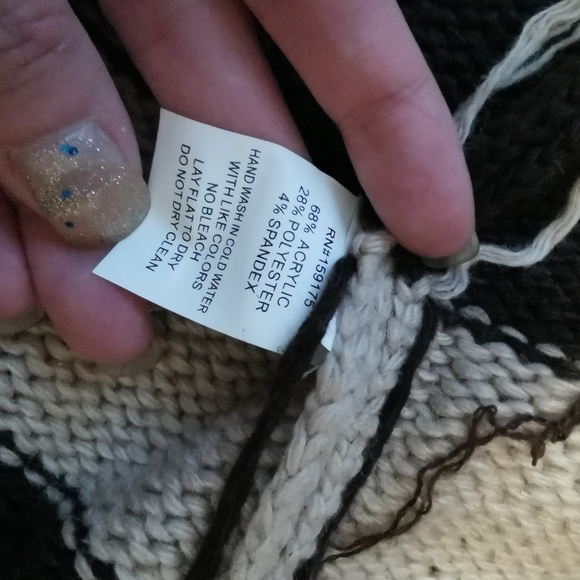 RN#159175
68% ACRYLIC
28% POLYESTER
4% SPANDEX
HAND WASH IN COLD WATER
WITH LIKE COLORS
NO BLEACH
LAY FLAT TO DRY
DO NOT DRY CLEAN